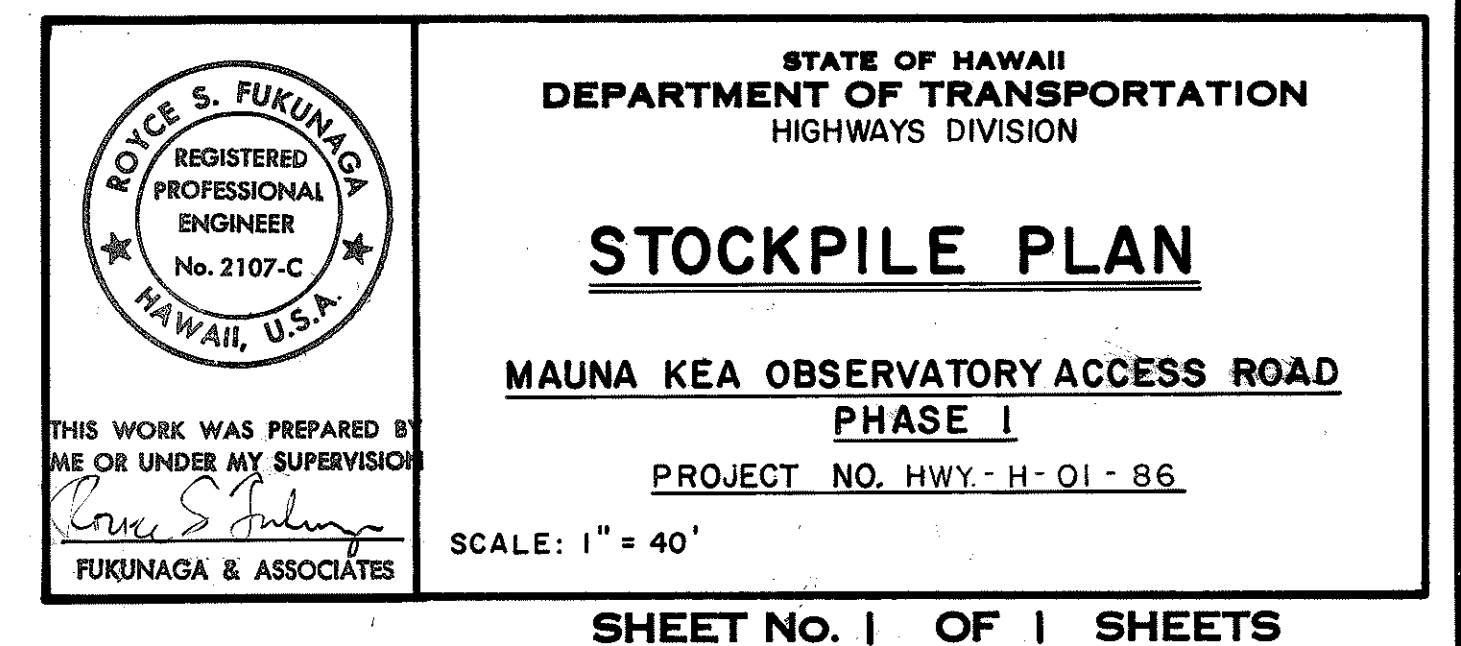 ROYCE S. FUKUNAGA
REGISTERED
PROFESSIONAL
ENGINEER
No. 2107-C
HAWAII, U.S.A.
THIS WORK WAS PREPARED BY
ME OR UNDER MY SUPERVISION
Royce S Fukunaga
FUKUNAGA & ASSOCIATES
STATE OF HAWAII
DEPARTMENT OF TRANSPORTATION
HIGHWAYS DIVISION
STOCKPILE PLAN
MAUNA KEA OBSERVATORY ACCESS ROAD
PHASE I
PROJECT NO. HWY.-H-01-86
SCALE: 1" = 40'
SHEET No. 1 OF 1 SHEETS